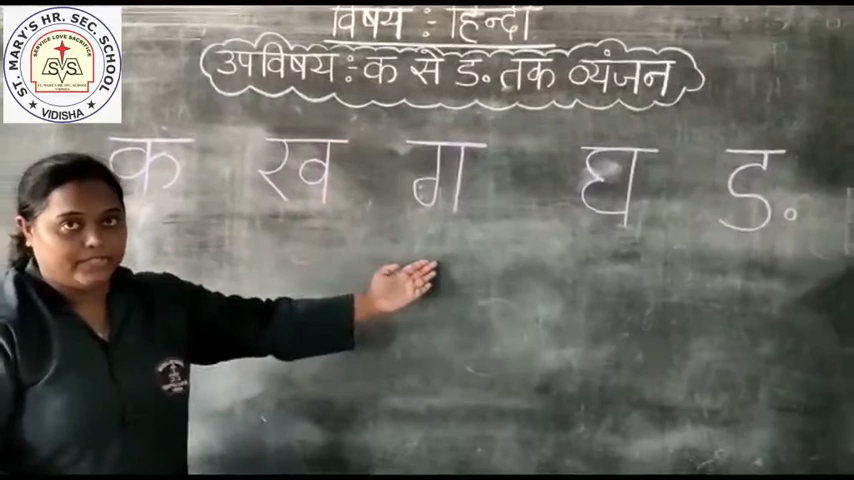 विषय :- हिन्दी
उपविषय :- क से ड. तक व्यंजन
क ख ग घ ड.
ST. MARY'S HR. SEC. SCHOOL
SERVICE LOVE SACRIFICE
VIDISHA